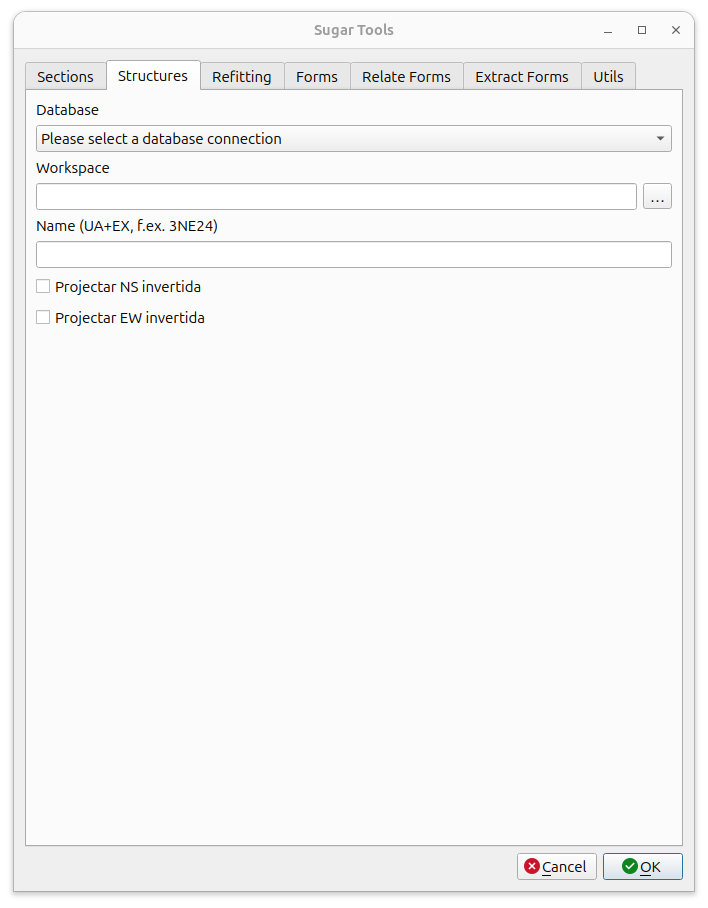 Sugar Tools
Sections Structures Refitting Forms Relate Forms Extract Forms Utils
Database
Please select a database connection
Workspace
...
Name (UA+EX, f.ex. 3NE24)
Projectar NS invertida
Projectar EW invertida
Cancel OK